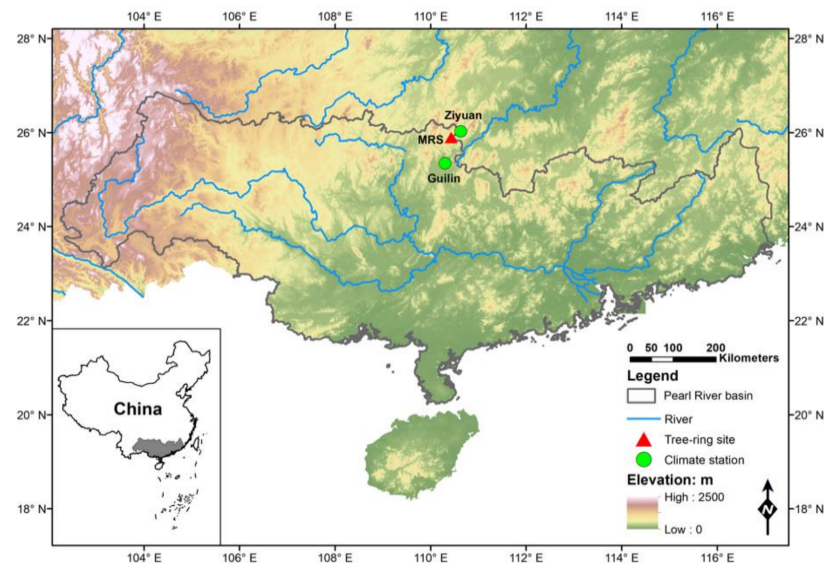 104° E 106° E 108° E 110° E 112° E 114° E 116° E
28° N 28° N
Ziyuan
26° N MRS 26° N
Guilin
24° N 24° N
22° N 22° N
0 50 100 200
Kilometers
Legend
Pearl River basin
China
20° N River 20° N
Tree-ring site
Climate station
Elevation: m
High : 2500
18° N N 18° N
Low : 0
104° E 106° E 108° E 110° E 112° E 114° E 116° E